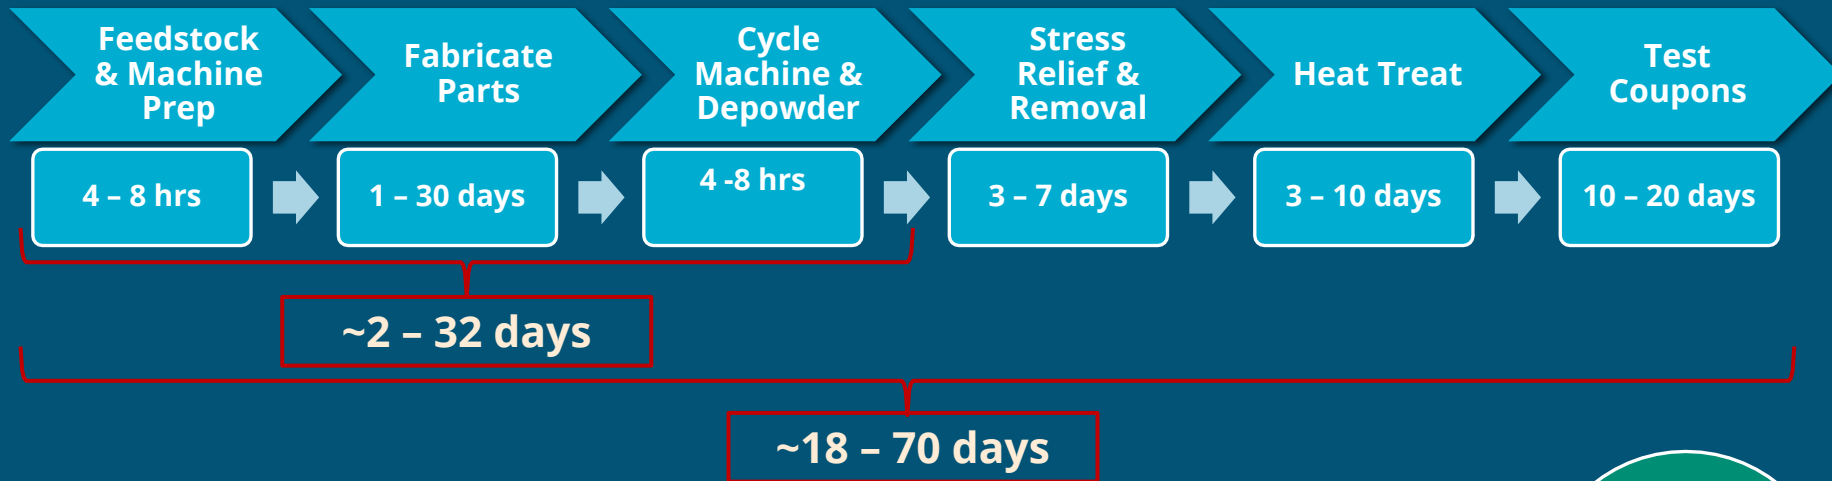 Feedstock
& Machine
Prep
Fabricate
Parts
Cycle
Machine &
Depowder
Stress
Relief &
Removal
Heat Treat
Test
Coupons
4 – 8 hrs
1 – 30 days
4 -8 hrs
3 – 7 days
3 – 10 days
10 – 20 days
~2 – 32 days
~18 – 70 days